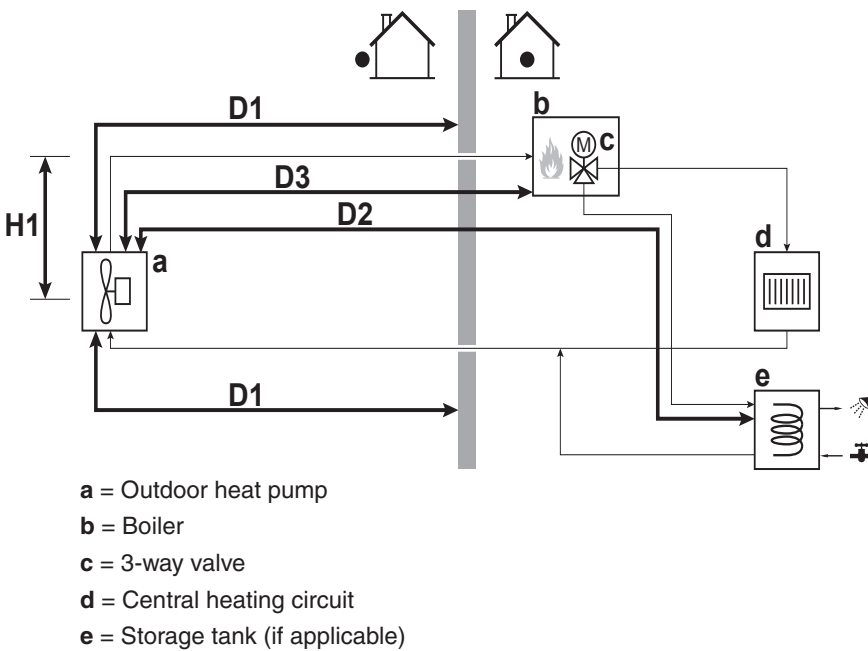 D1
b
M
c
D3
D2
H1
a
d
D1
e
a = Outdoor heat pump
b = Boiler
c = 3-way valve
d = Central heating circuit
e = Storage tank (if applicable)